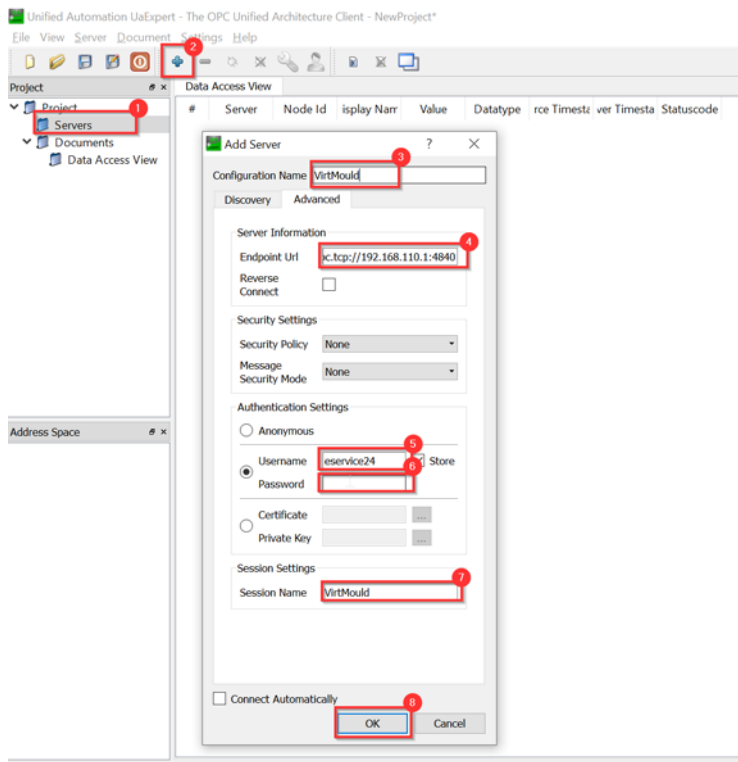 Unified Automation UaExpert - The OPC Unified Architecture Client - NewProject*
File View Server Document Settings Help
2
Project
Data Access View
Project
1
Servers
Documents
Data Access View
# Server Node Id isplay Nam Value Datatype rce Timesta ver Timesta Statuscode
Add Server ?
3
Configuration Name VirtMould
Discovery Advanced
Server Information
4
Endpoint Url oc.tcp://192.168.110.1:4840
Reverse
Connect
Security Settings
Security Policy None
Message
Security Mode None
Authentication Settings
Anonymous
5
Username eservice24 Store
6
Password
Certificate ...
Private Key ...
Session Settings
7
Session Name VirtMould
Connect Automatically
8
OK Cancel
Address Space